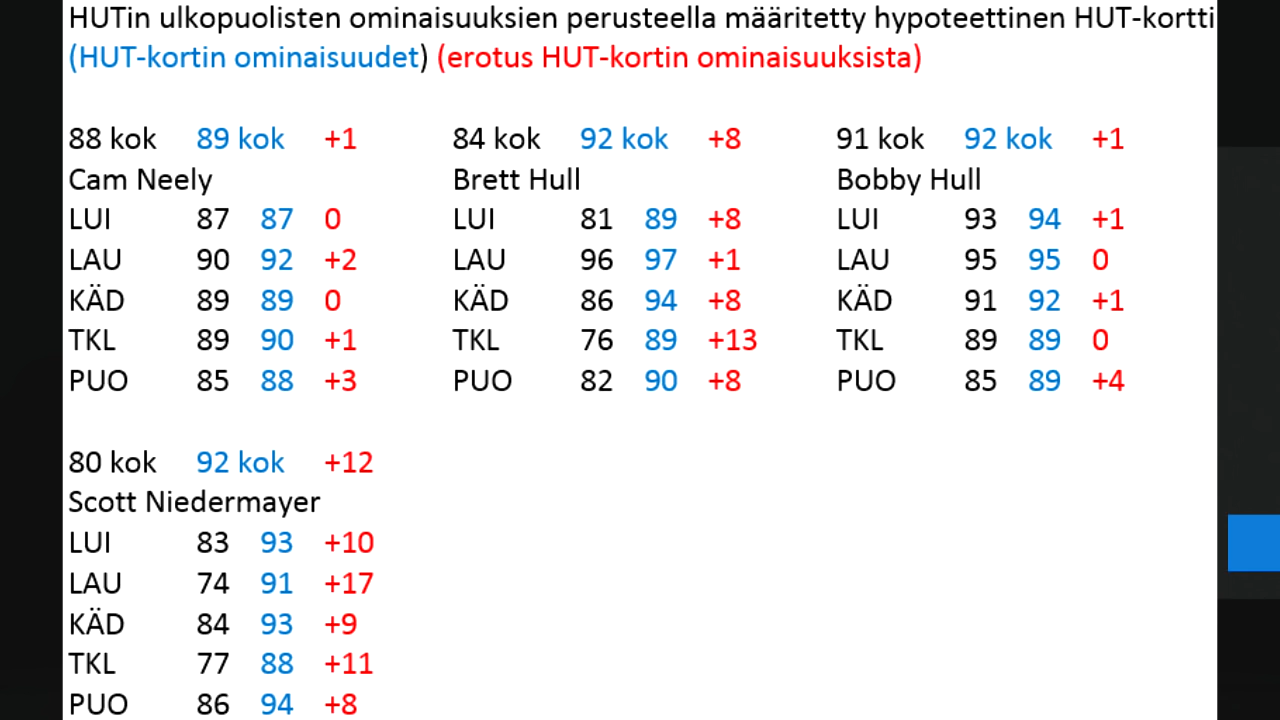 HUTin ulkopuolisten ominaisuuksien perusteella määritetty hypoteettinen HUT-kortti
(HUT-kortin ominaisuudet) (erotus HUT-kortin ominaisuuksista)
88 kok 89 kok +1 84 kok 92 kok +8 91 kok 92 kok +1
Cam Neely Brett Hull Bobby Hull
LUI 87 87 0 LUI 81 89 +8 LUI 93 94 +1
LAU 90 92 +2 LAU 96 97 +1 LAU 95 95 0
KÄD 89 89 0 KÄD 86 94 +8 KÄD 91 92 +1
TKL 89 90 +1 TKL 76 89 +13 TKL 89 89 0
PUO 85 88 +3 PUO 82 90 +8 PUO 85 89 +4
80 kok 92 kok +12
Scott Niedermayer
LUI 83 93 +10
LAU 74 91 +17
KÄD 84 93 +9
TKL 77 88 +11
PUO 86 94 +8